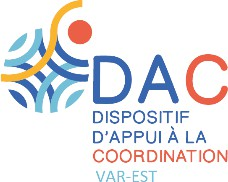 DAC
DISPOSITIF
D'APPUI À LA
COORDINATION
VAR-EST